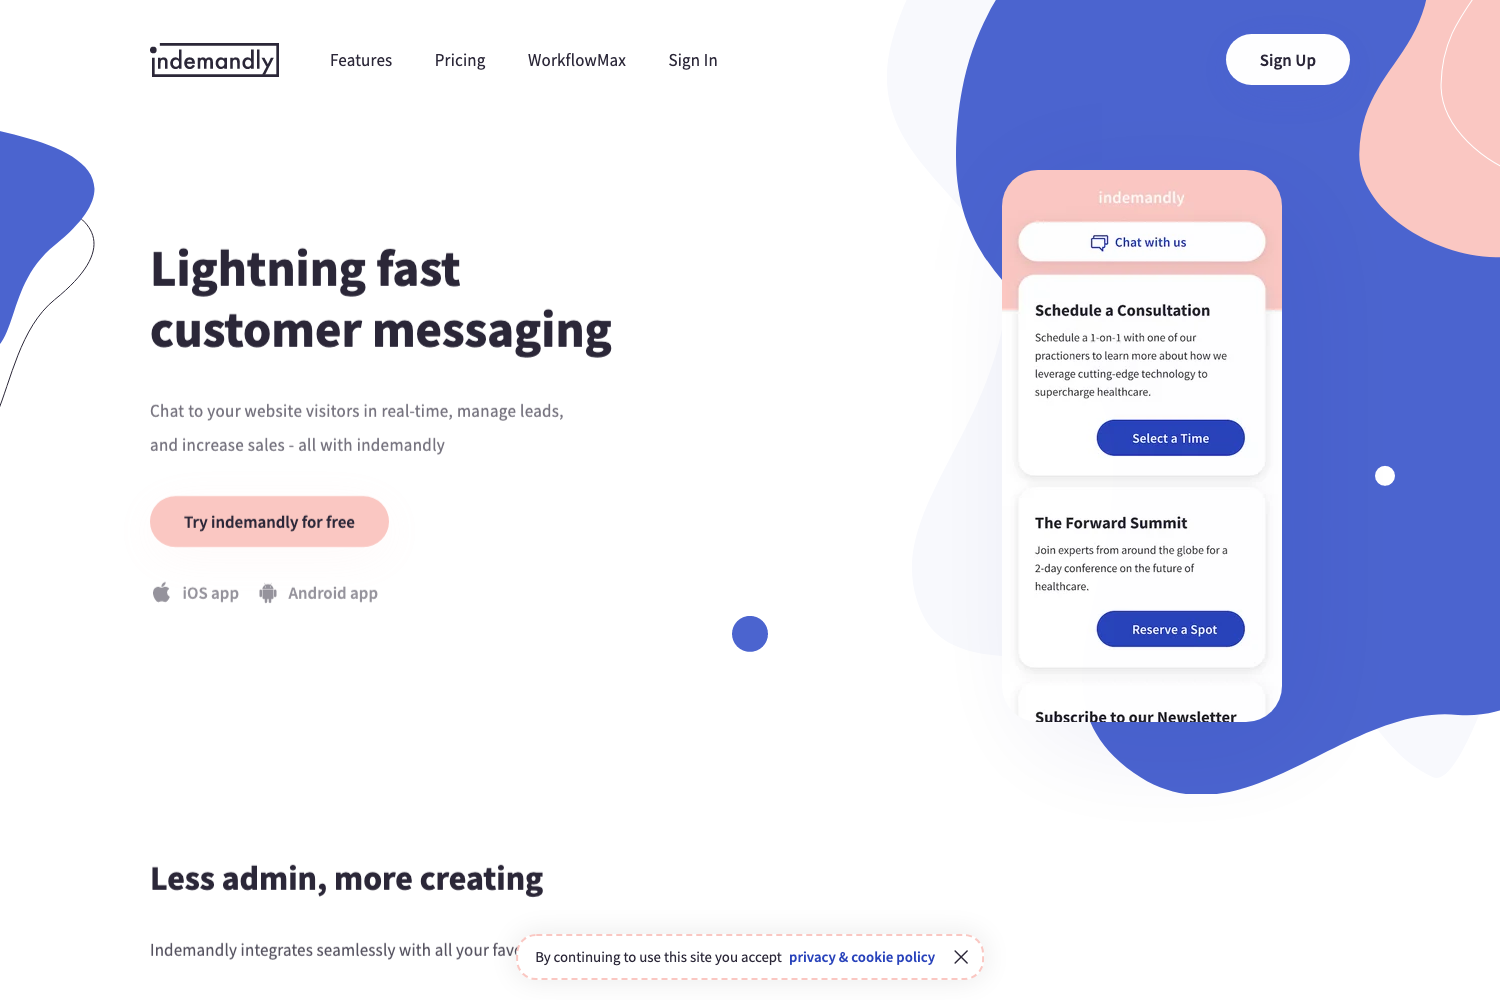 indemandly
Features
Pricing
WorkflowMax
Sign In
Sign Up
Lightning fast
customer messaging
Chat to your website visitors in real-time, manage leads,
and increase sales - all with indemandly
Try indemandly for free
iOS app
Android app
indemandly
Chat with us
Schedule a Consultation
Schedule a 1-on-1 with one of our
practioners to learn more about how we
leverage cutting-edge technology to
supercharge healthcare.
Select a Time
The Forward Summit
Join experts from around the globe for a
2-day conference on the future of
healthcare.
Reserve a Spot
Subscribe to our Newsletter
Less admin, more creating
Indemandly integrates seamlessly with all your
By continuing to use this site you accept privacy & cookie policy